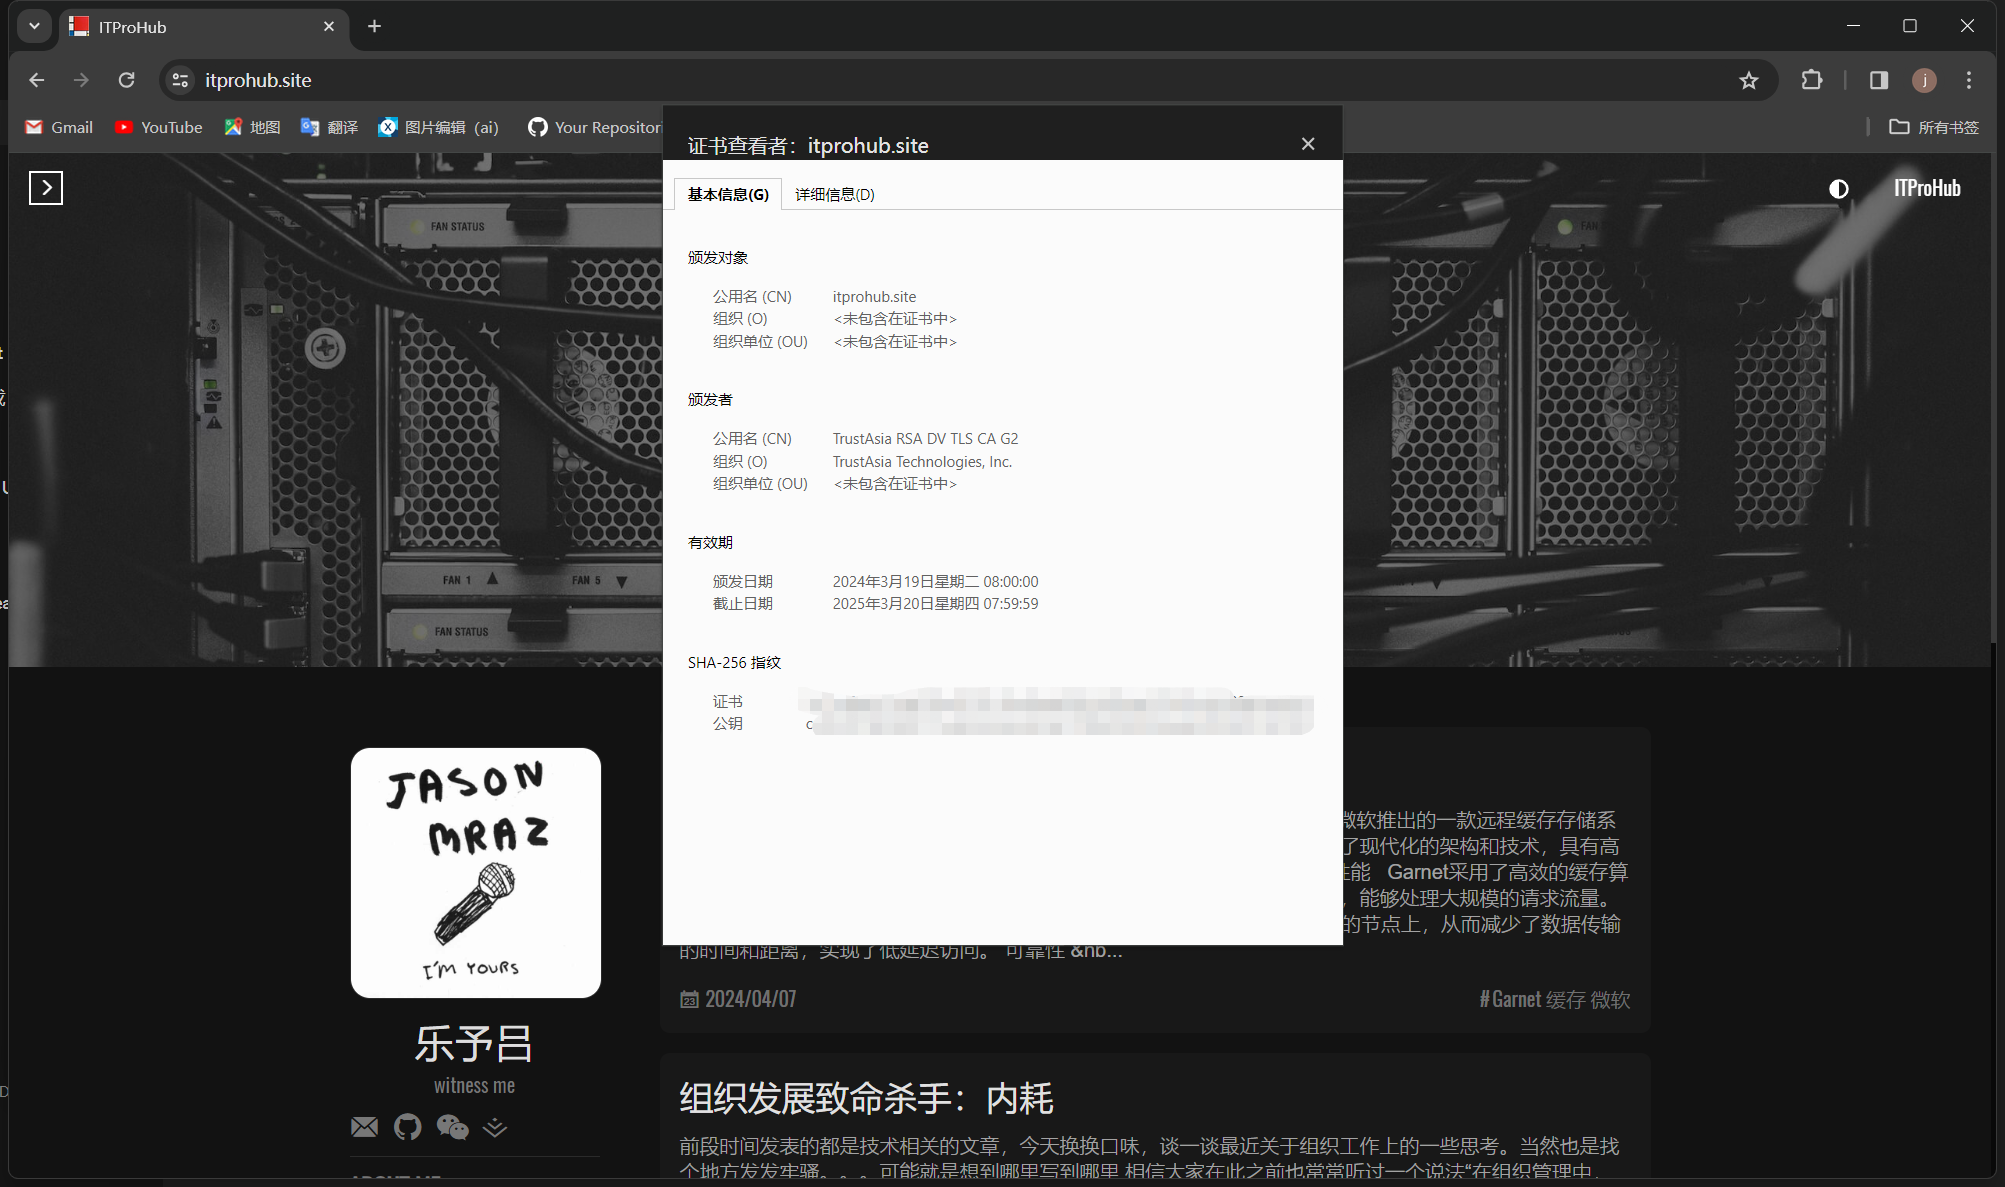 ITProHub
itprohub.site
Gmail
YouTube
地图
翻译
图片编辑 (ai)
Your Repositori
所有书签
证书查看者：itprohub.site
ITProHub
基本信息(G)
详细信息(D)
FAN STATUS
FAN
颁发对象
公用名 (CN) itprohub.site
组织 (O) <未包含在证书中>
组织单位 (OU) <未包含在证书中>
颁发者
公用名 (CN) TrustAsia RSA DV TLS CA G2
组织 (O) TrustAsia Technologies, Inc.
组织单位 (OU) <未包含在证书中>
有效期
颁发日期 2024年3月19日星期二 08:00:00
截止日期 2025年3月20日星期四 07:59:59
FAN 1
FAN 5
FAN STATUS
SHA-256 指纹
证书
公钥
JASON
MRAZ
I'M YOURS
乐予吕
witness me
微软推出的一款远程缓存存储系
了现代化的架构和技术，具有高
性能 Garnet采用了高效的缓存算
，能够处理大规模的请求流量。
的节点上，从而减少了数据传输
的时间和距离，实现了低延迟访问。 可靠性 &nb...
2024/04/07
#Garnet 缓存 微软
组织发展致命杀手：内耗
前段时间发表的都是技术相关的文章，今天换换口味，谈一谈最近关于组织工作上的一些思考。当然也是找
个地方发发牢骚。。。可能就是想到哪里写到哪里 相信大家在此之前也常常听过一个说法“在组织管理中，
ABOUT ME